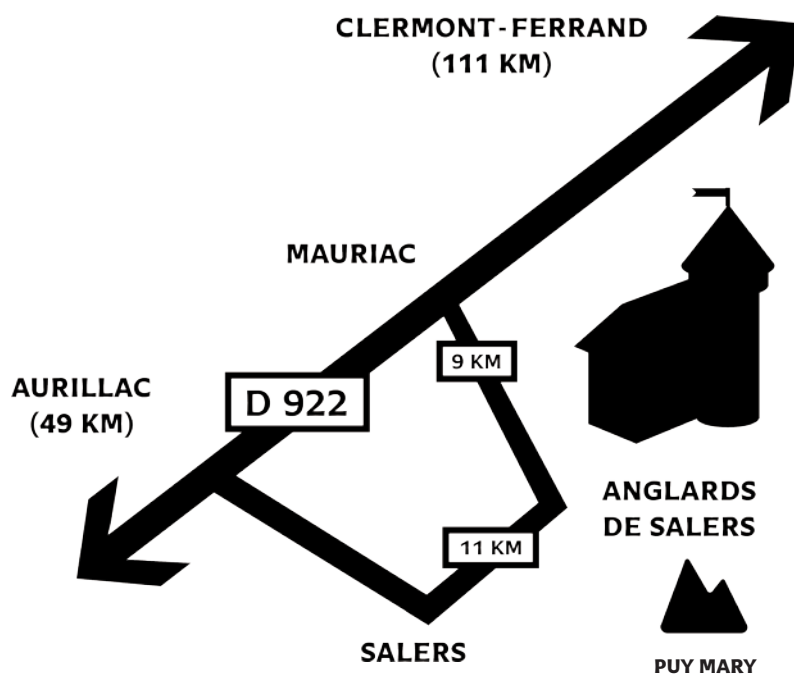 CLERMONT-FERRAND
(111 KM)
MAURIAC
9 KM
AURILLAC
(49 KM)
D 922
ANGLARDS
DE SALERS
11 KM
SALERS
PUY MARY